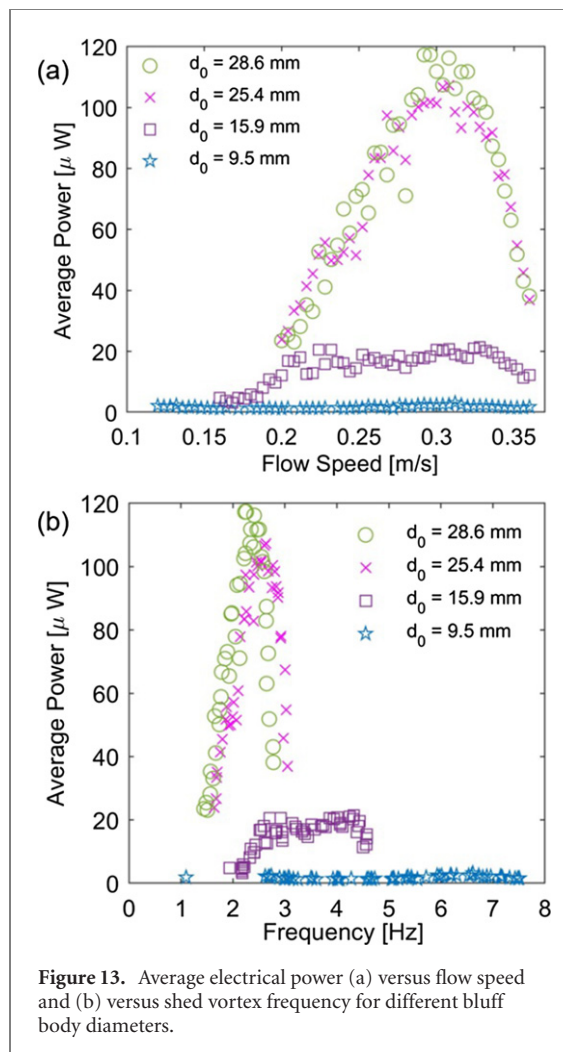 (a)
120
100
80
60
40
20
0
Average Power [μ W]
d₀ = 28.6 mm
d₀ = 25.4 mm
d₀ = 15.9 mm
d₀ = 9.5 mm
0.1 0.15 0.2 0.25 0.3 0.35
Flow Speed [m/s]
(b)
120
100
80
60
40
20
0
Average Power [μ W]
d₀ = 28.6 mm
d₀ = 25.4 mm
d₀ = 15.9 mm
d₀ = 9.5 mm
0 1 2 3 4 5 6 7 8
Frequency [Hz]
Figure 13. Average electrical power (a) versus flow speed
and (b) versus shed vortex frequency for different bluff
body diameters.